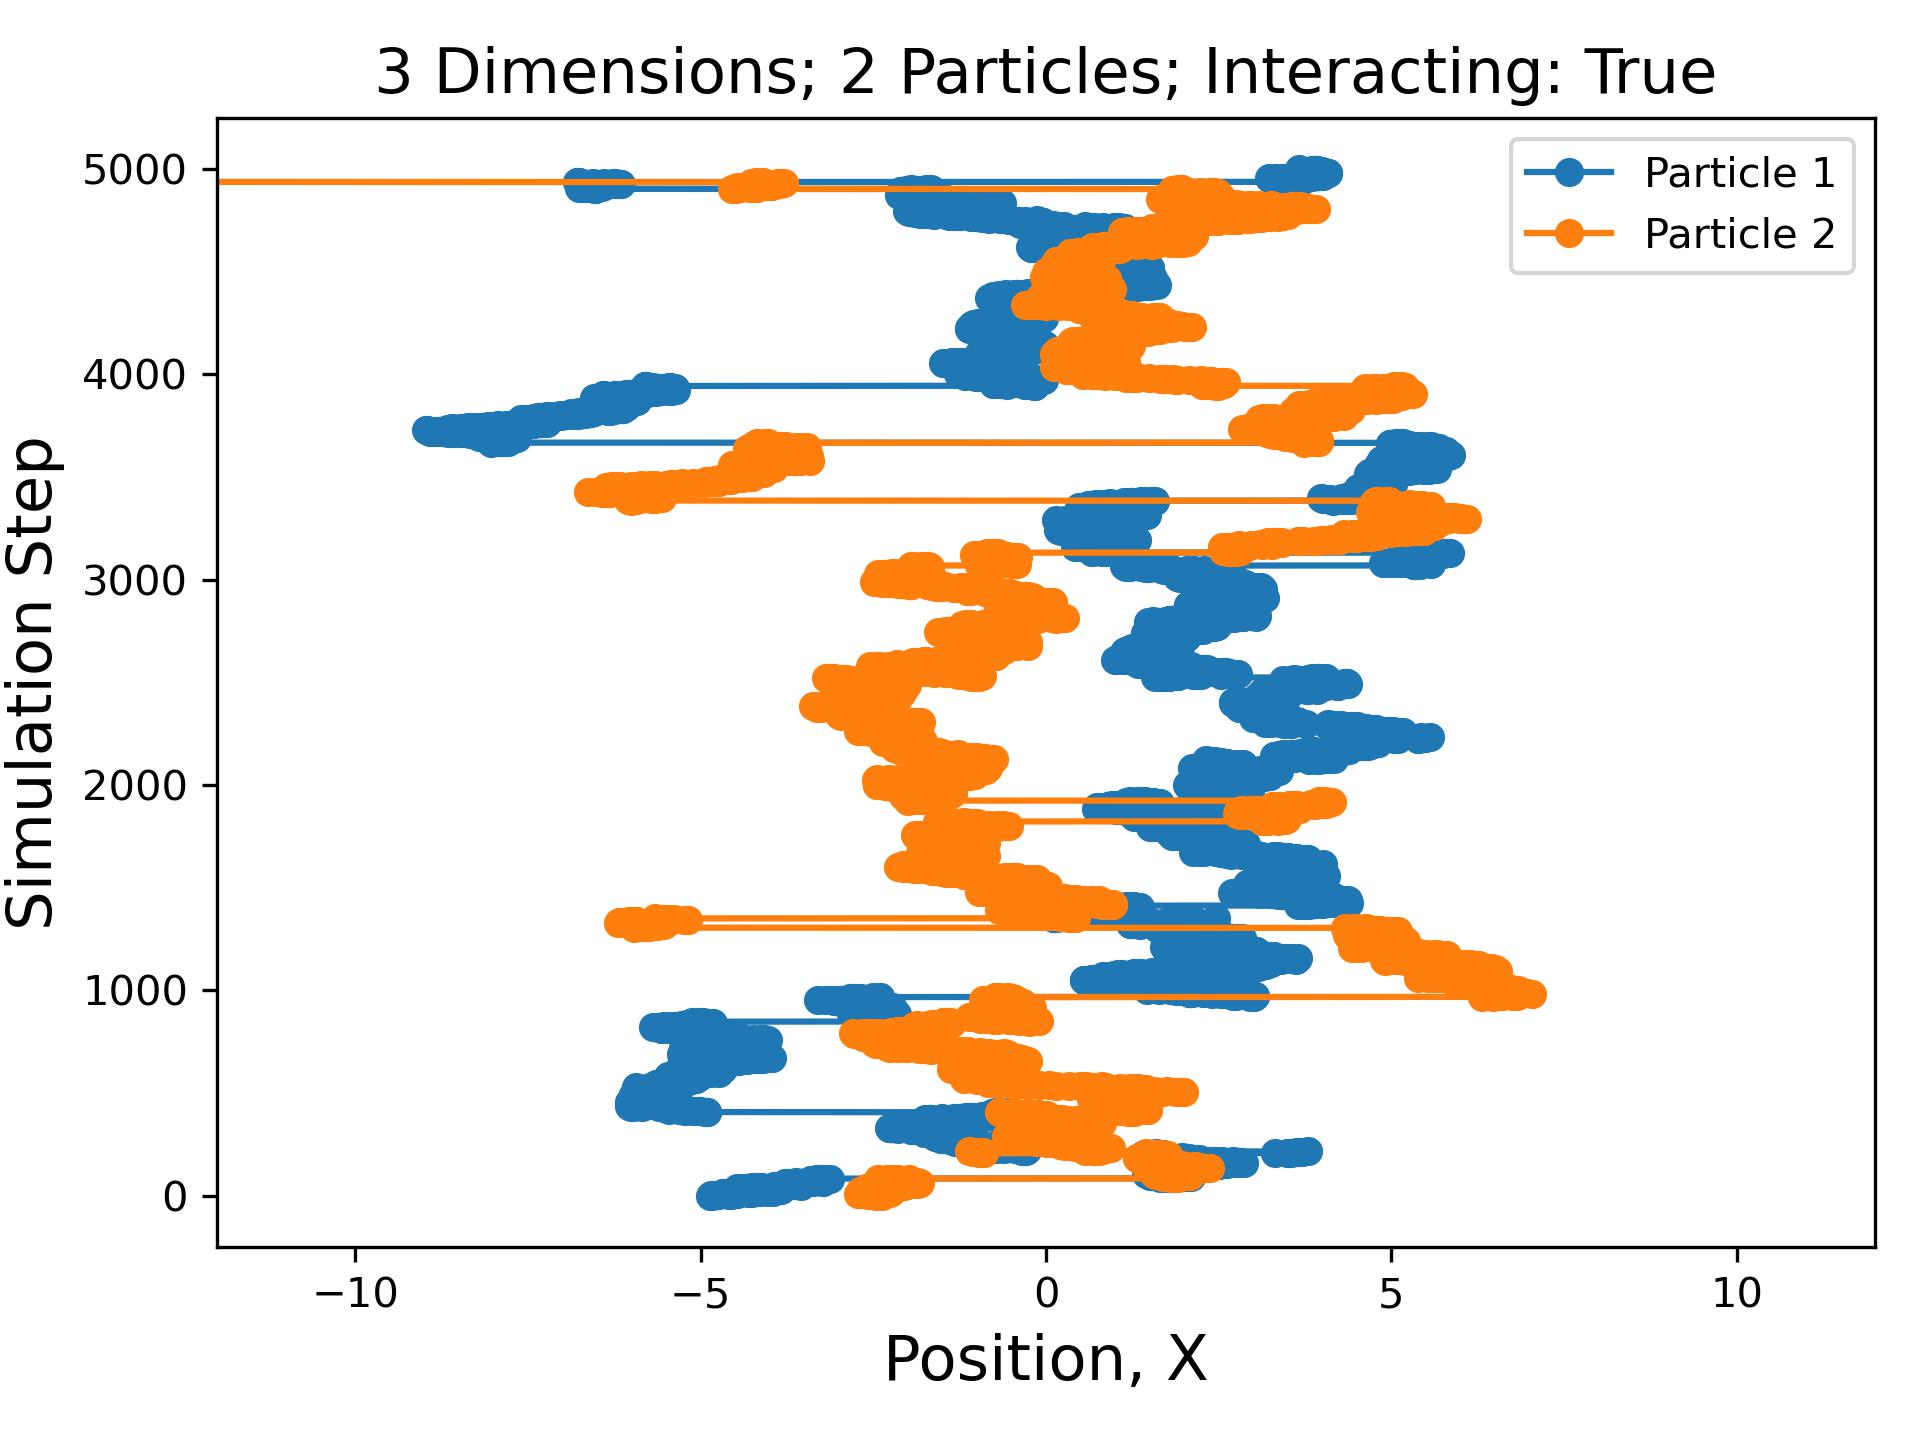 3 Dimensions; 2 Particles; Interacting: True
Particle 1
Particle 2
5000
4000
3000
2000
1000
0
Simulation Step
−10
−5
0
5
10
Position, X